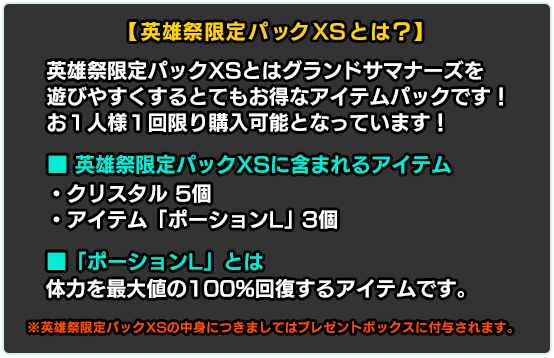 【英雄祭限定パックXSとは？】
英雄祭限定パックXSとはグランドサマナーズを
遊びやすくするとてもお得なアイテムパックです！
お１人様１回限り購入可能となっています！
■ 英雄祭限定パックXSに含まれるアイテム
・クリスタル 5個
・アイテム「ポーションL」3個
■「ポーションL」とは
体力を最大値の100%回復するアイテムです。
※英雄祭限定パックXSの中身につきましてはプレゼントボックスに付与されます。